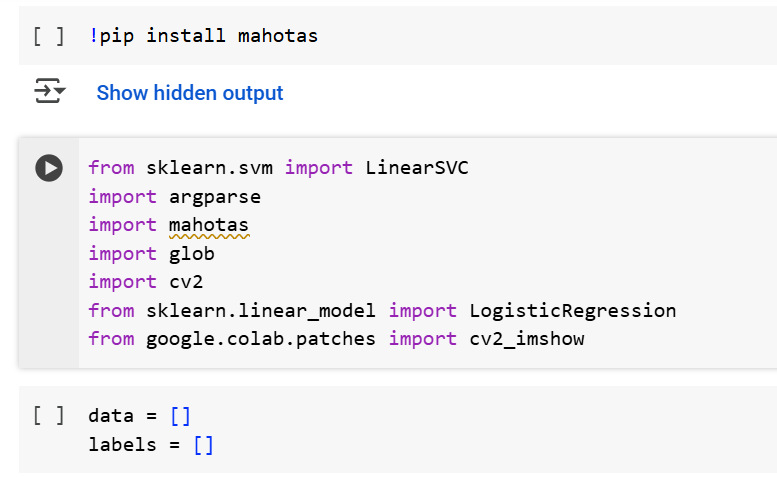 [ ] !pip install mahotas
Show hidden output
from sklearn.svm import LinearSVC
import argparse
import mahotas
import glob
import cv2
from sklearn.linear_model import LogisticRegression
from google.colab.patches import cv2_imshow
[ ] data = []
labels = []